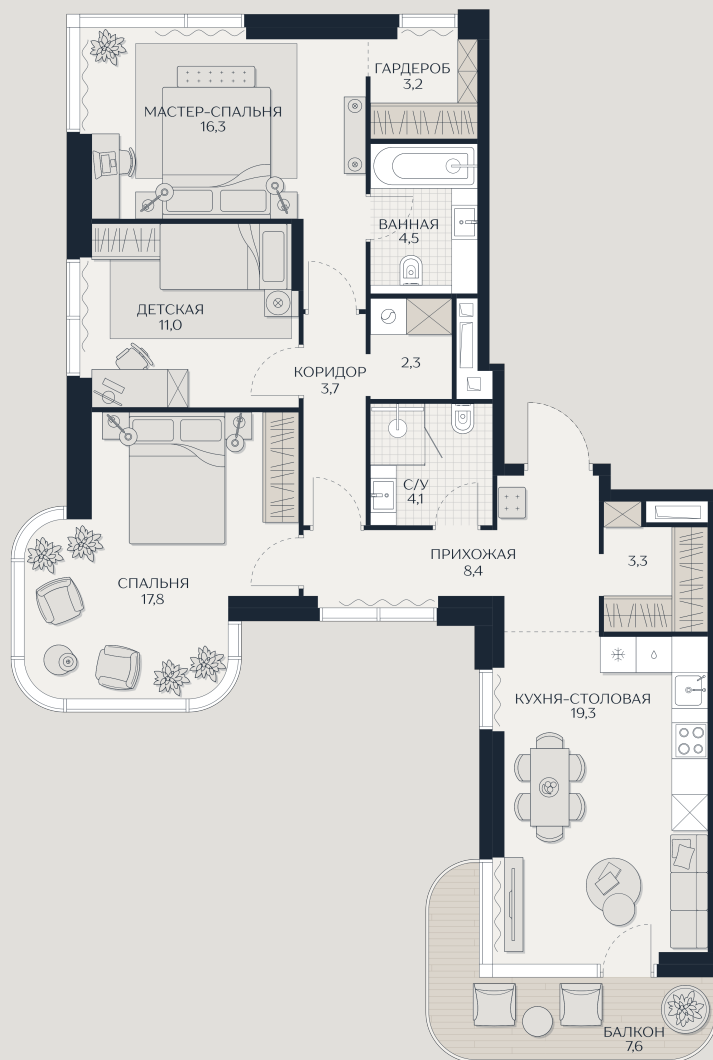 ГАРДЕРОБ
3,2
МАСТЕР-СПАЛЬНЯ
16,3
ВАННАЯ
4,5
ДЕТСКАЯ
11,0
КОРИДОР
3,7
2,3
С/У
4,1
ПРИХОЖАЯ
8,4
3,3
СПАЛЬНЯ
17,8
КУХНЯ-СТОЛОВАЯ
19,3
БАЛКОН
7,6